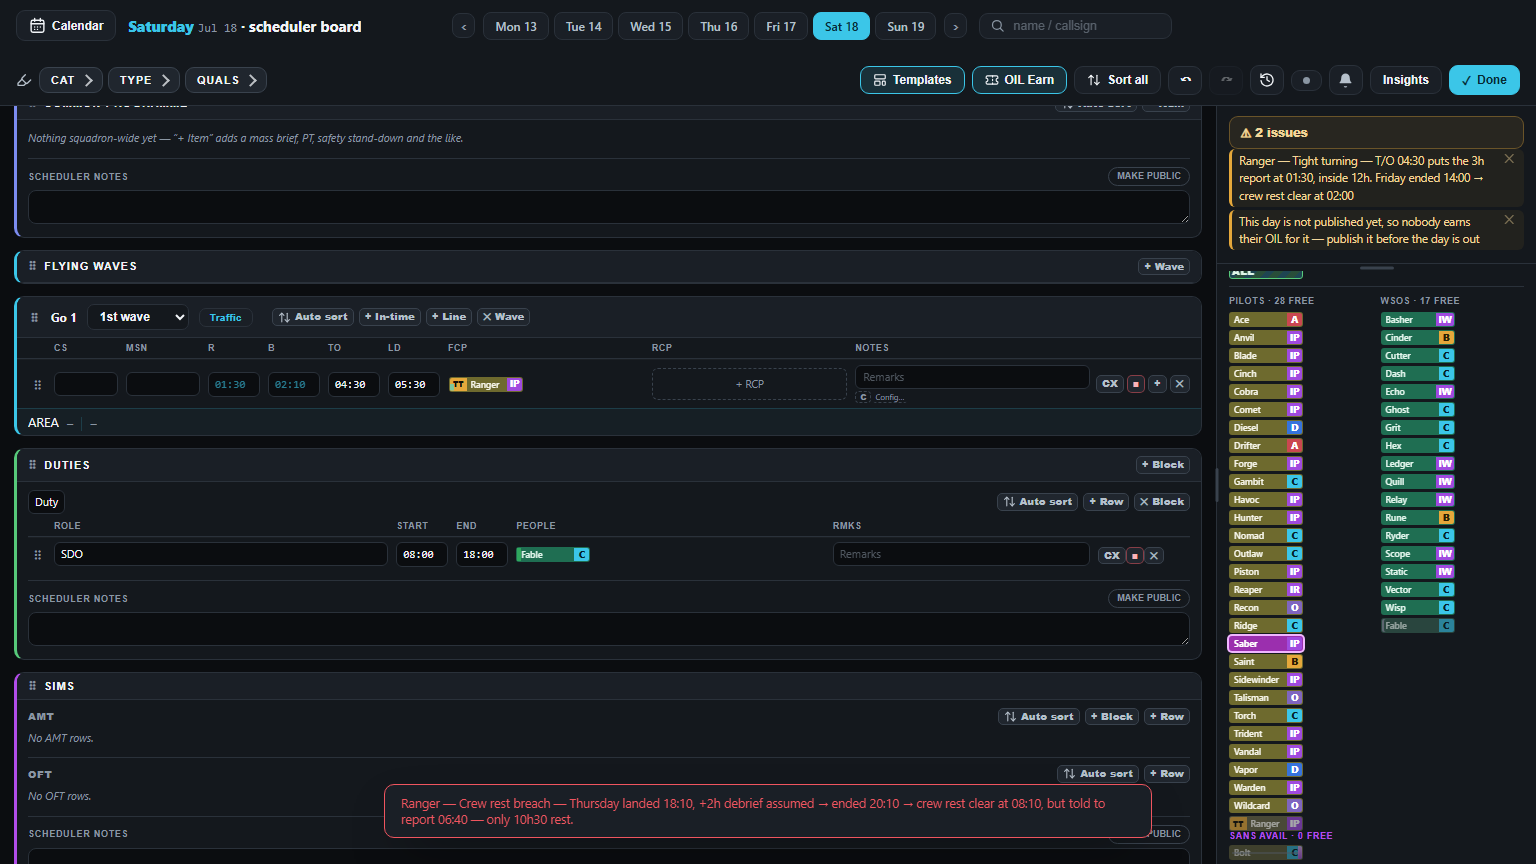 Calendar
Saturday Jul 18 · scheduler board
‹ Mon 13 Tue 14 Wed 15 Thu 16 Fri 17 Sat 18 Sun 19 ›
name / callsign
CAT TYPE QUALS
Templates OIL Earn Sort all Insights ✓ Done
Nothing squadron-wide yet — "+ Item" adds a mass brief, PT, safety stand-down and the like.
SCHEDULER NOTES MAKE PUBLIC
FLYING WAVES + Wave
Go 1 1st wave Traffic Auto sort + In-time + Line ✕ Wave
CS MSN R B TO LD FCP RCP NOTES
01:30 02:10 04:30 05:30 TT Ranger IP + RCP Remarks CX ■ + ✕
C Config...
AREA – | –
DUTIES + Block
Duty Auto sort + Row ✕ Block
ROLE START END PEOPLE RMKS
SDO 08:00 18:00 Fable C Remarks CX ■ ✕
SCHEDULER NOTES MAKE PUBLIC
SIMS
AMT Auto sort + Block + Row
No AMT rows.
OFT Auto sort + Row
No OFT rows.
SCHEDULER NOTES PUBLIC
Ranger — Crew rest breach — Thursday landed 18:10, +2h debrief assumed → ended 20:10 → crew rest clear at 08:10, but told to
report 06:40 — only 10h30 rest.
⚠ 2 issues
Ranger — Tight turning — T/O 04:30 puts the 3h
report at 01:30, inside 12h. Friday ended 14:00 →
crew rest clear at 02:00
This day is not published yet, so nobody earns
their OIL for it — publish it before the day is out
PILOTS · 28 FREE
Ace A
Anvil IP
Blade IP
Cinch IP
Cobra IP
Comet IP
Diesel D
Drifter A
Forge IP
Gambit C
Havoc IP
Hunter IP
Nomad C
Outlaw C
Piston IP
Reaper IR
Recon O
Ridge C
Saber IP
Saint B
Sidewinder IP
Talisman O
Torch C
Trident IP
Vandal IP
Vapor D
Warden IP
Wildcard O
TT Ranger IP
WSOS · 17 FREE
Basher IW
Cinder B
Cutter C
Dash C
Echo IW
Ghost C
Grit C
Hex C
Ledger IW
Quill IW
Relay IW
Rune B
Ryder C
Scope IW
Static IW
Vector C
Wisp C
Fable C
SANS AVAIL · 0 FREE
Bolt C